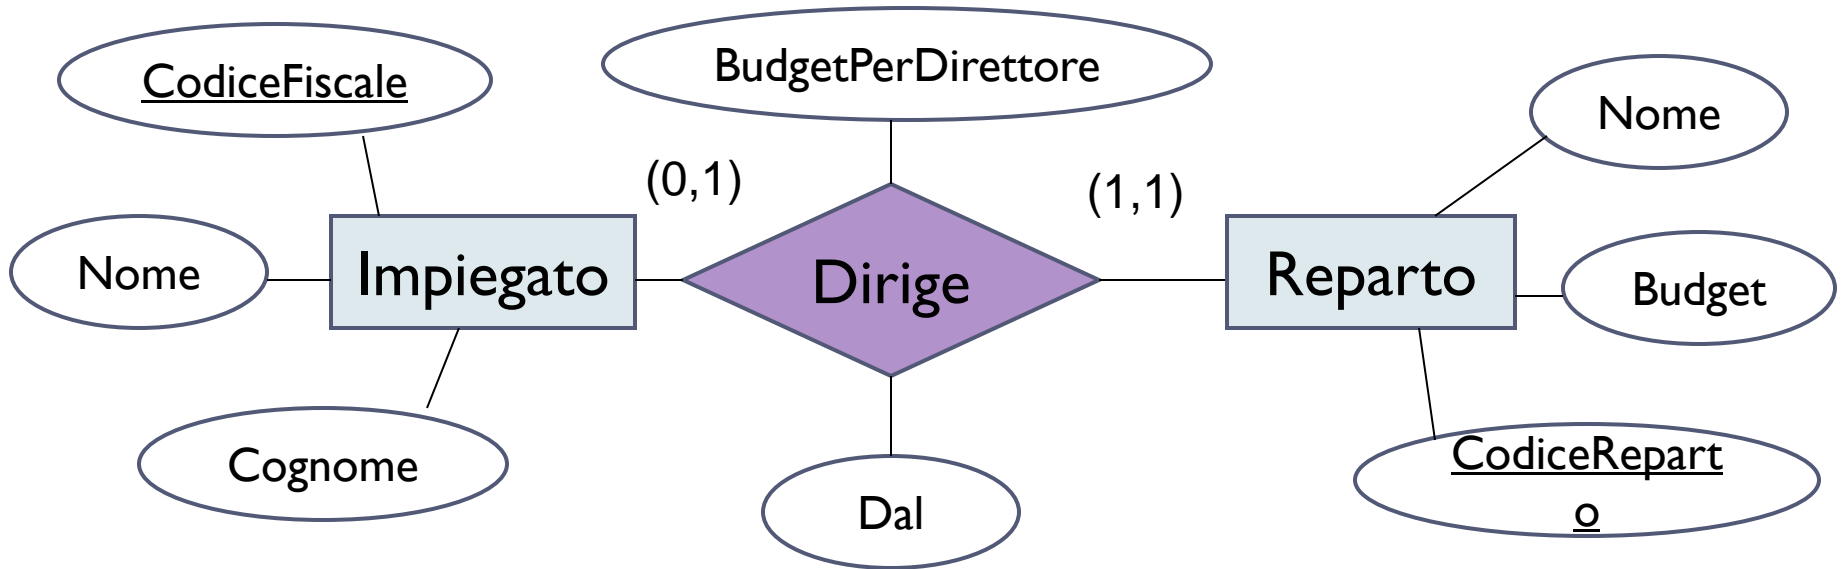 BudgetPerDirettore
CodiceFiscale
Nome
(0,1)
(1,1)
Nome
Impiegato
Dirige
Reparto
Budget
Cognome
Dal
CodiceRepart
o